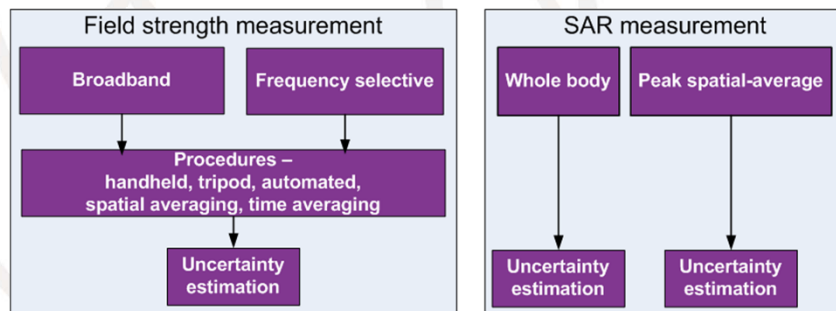 Field strength measurement
Broadband
Frequency selective
Procedures –
handheld, tripod, automated,
spatial averaging, time averaging
Uncertainty
estimation
SAR measurement
Whole body
Peak spatial-average
Uncertainty
estimation
Uncertainty
estimation